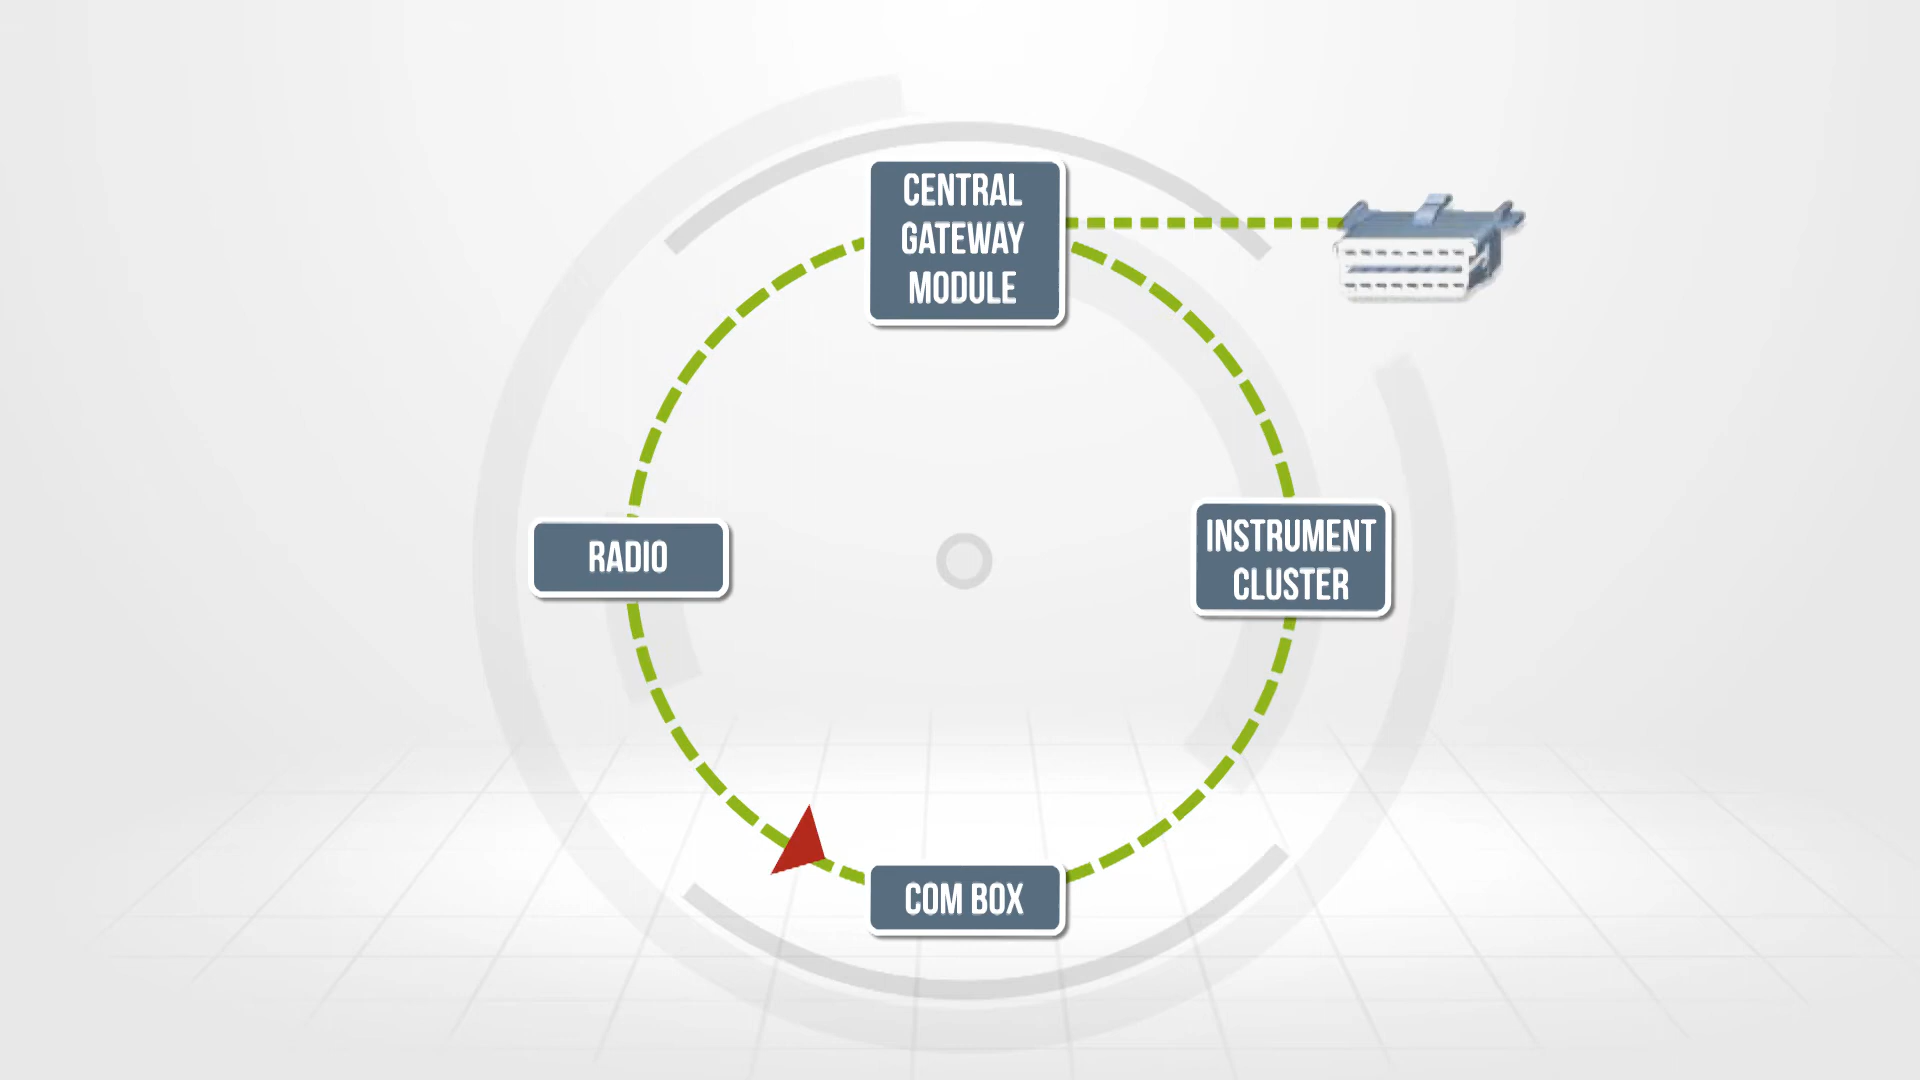 CENTRAL
GATEWAY
MODULE
RADIO
INSTRUMENT
CLUSTER
COM BOX